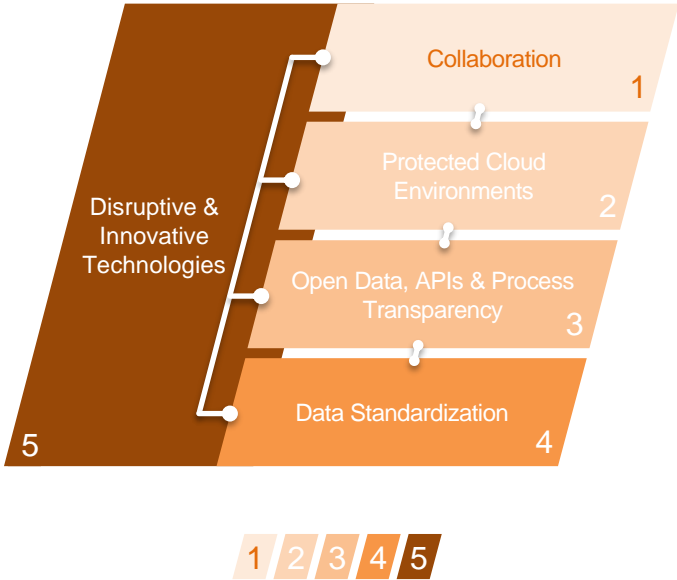 Collaboration
1
Protected Cloud
Environments
2
Disruptive &
Innovative
Technologies
Open Data, APIs & Process
Transparency
3
Data Standardization
4
5
1 2 3 4 5